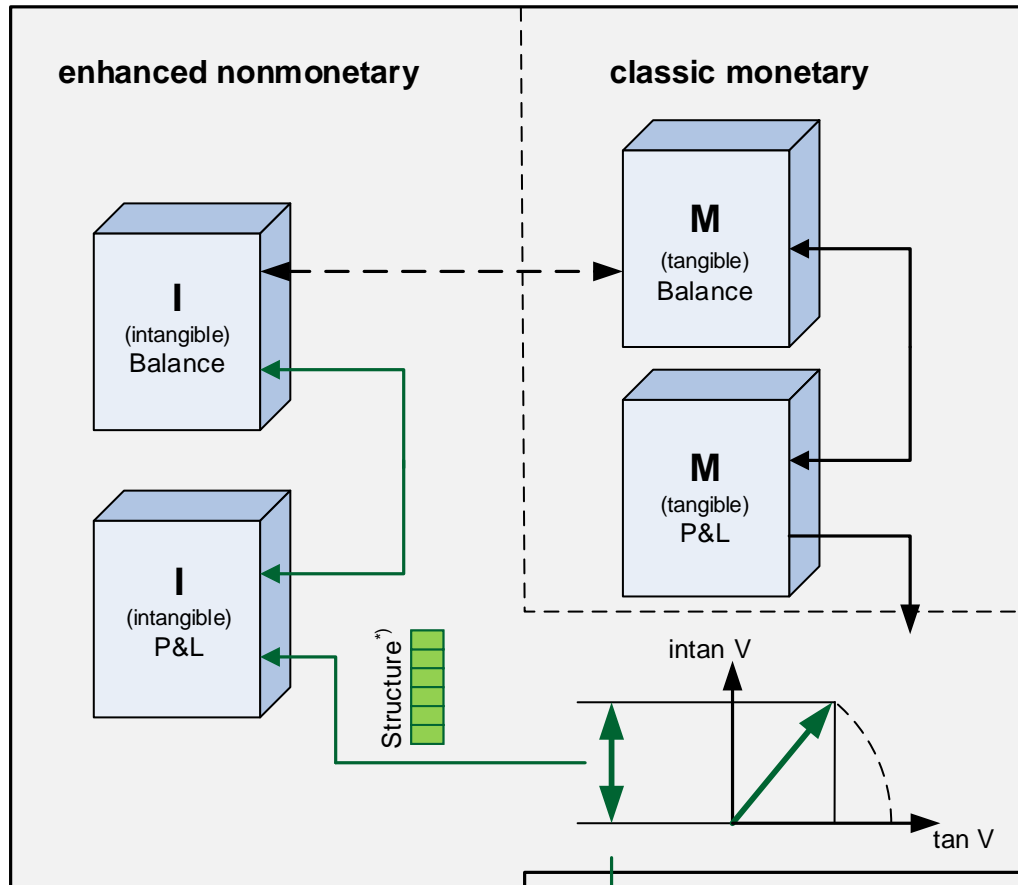 enhanced nonmonetary
classic monetary
M
(tangible)
Balance
I
(intangible)
Balance
M
(tangible)
P&L
I
(intangible)
P&L
Structure*)
intan V
tan V